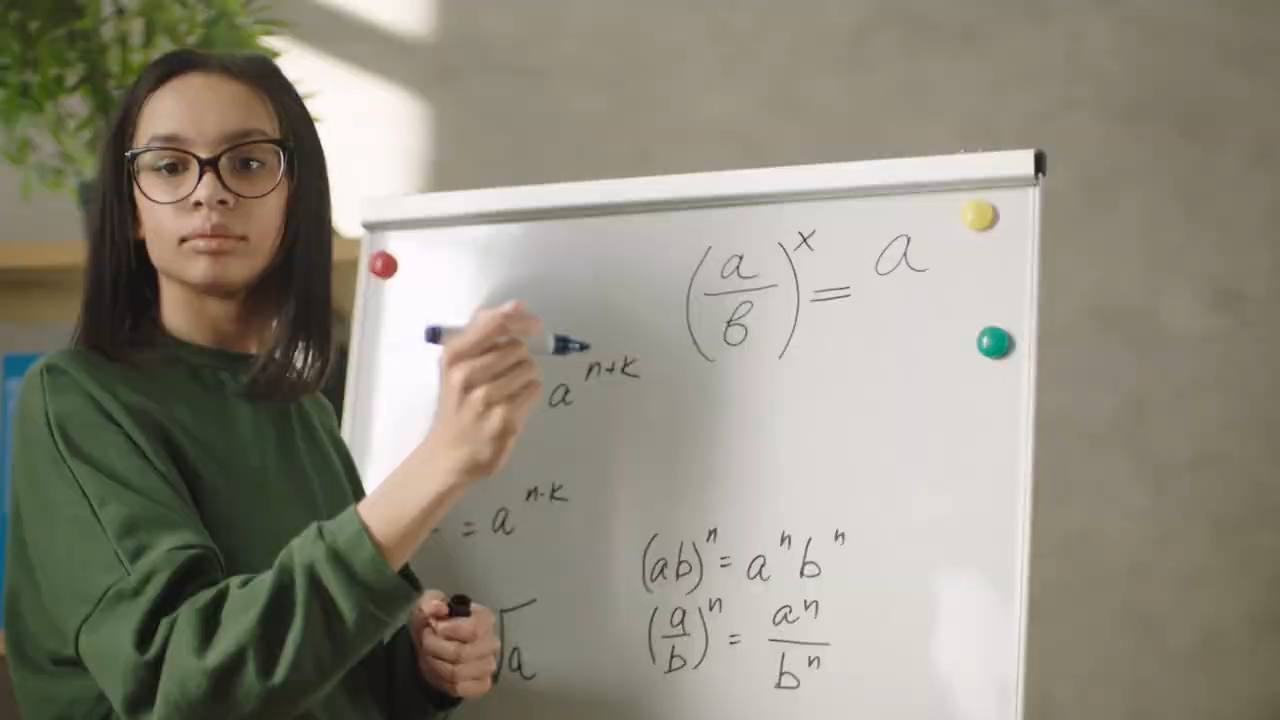 (a/b)^x = a
a^{n+k}
= a^{n-k}
(ab)^n = a^n b^n
(a/b)^n = a^n/b^n
√a